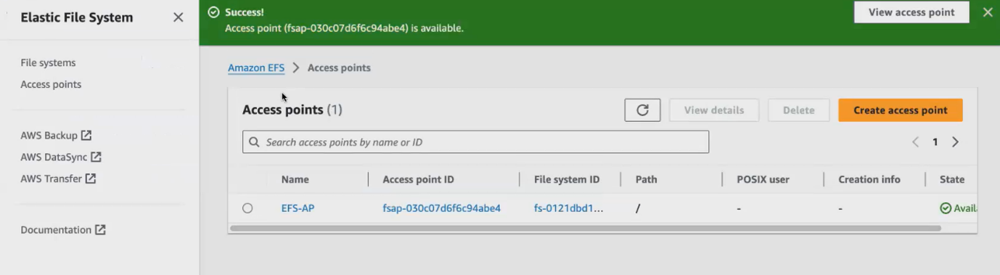 Elastic File System
File systems
Access points
AWS Backup
AWS DataSync
AWS Transfer
Documentation
Success!
Access point (fsap-030c07d6f6c94abe4) is available.
View access point
Amazon EFS > Access points
Access points (1)
View details
Delete
Create access point
Search access points by name or ID
1
Name Access point ID File system ID Path POSIX user Creation info State
EFS-AP fsap-030c07d6f6c94abe4 fs-0121dbd1... / - - Avail